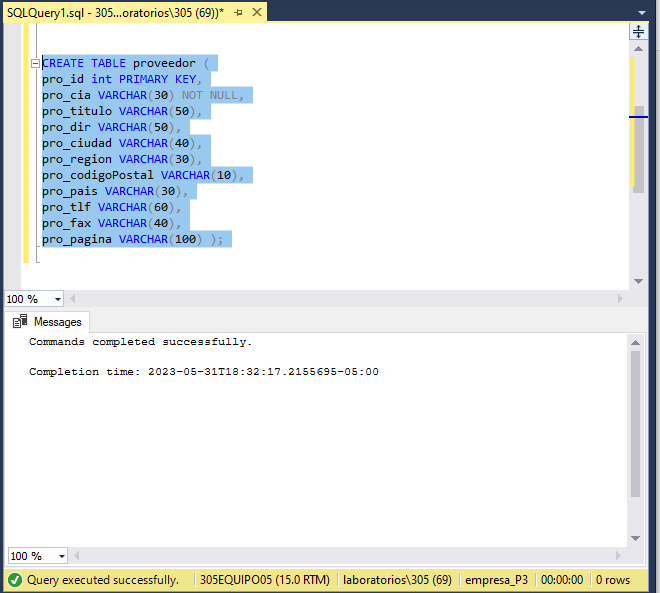 SQLQuery1.sql - 305...oratorios\305 (69))*
CREATE TABLE proveedor (
pro_id int PRIMARY KEY,
pro_cia VARCHAR(30) NOT NULL,
pro_titulo VARCHAR(50),
pro_dir VARCHAR(50),
pro_ciudad VARCHAR(40),
pro_region VARCHAR(30),
pro_codigoPostal VARCHAR(10),
pro_pais VARCHAR(30),
pro_tlf VARCHAR(60),
pro_fax VARCHAR(40),
pro_pagina VARCHAR(100) );
100 %
Messages
Commands completed successfully.
Completion time: 2023-05-31T18:32:17.2155695-05:00
100 %
Query executed successfully. 305EQUIPO05 (15.0 RTM) laboratorios\305 (69) empresa_P3 00:00:00 0 rows